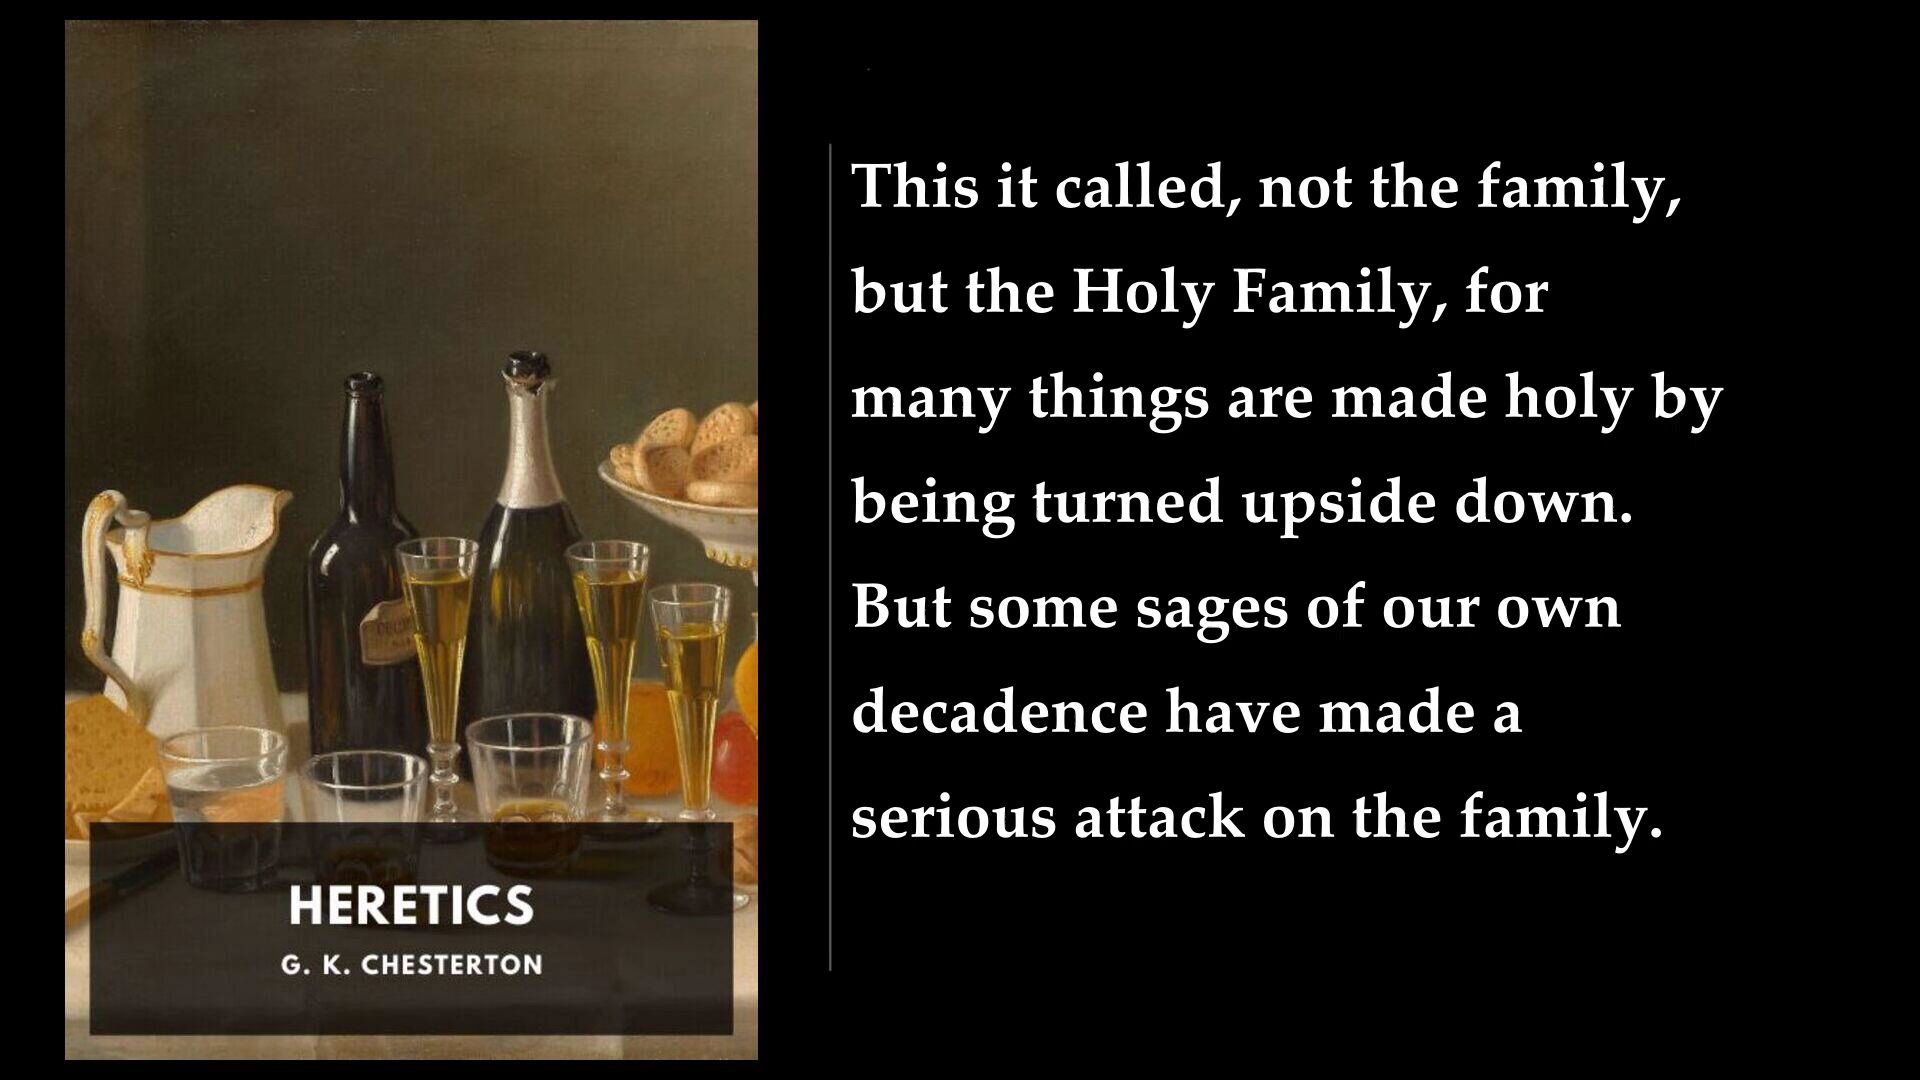 This it called, not the family,
but the Holy Family, for
many things are made holy by
being turned upside down.
But some sages of our own
decadence have made a
serious attack on the family.
HERETICS
G. K. CHESTERTON